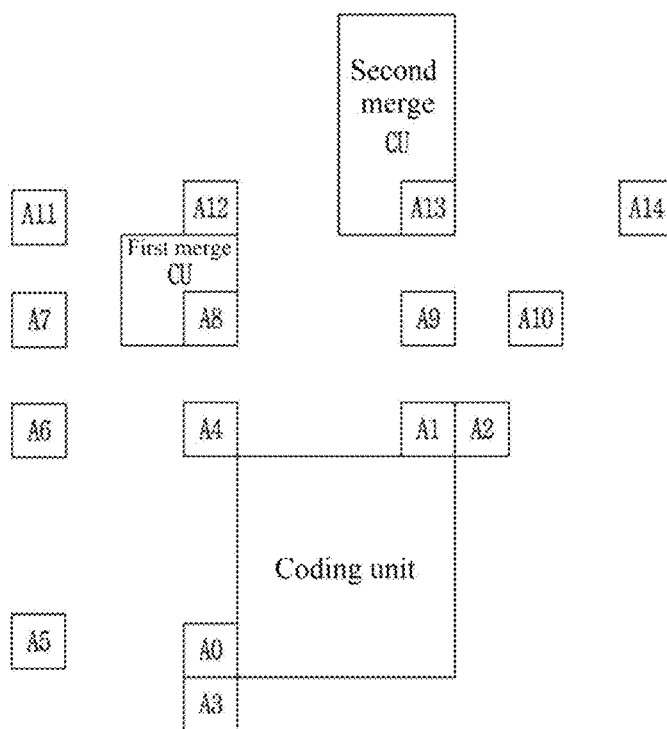 Second
merge
CU
A11
A12
A13
A14
First merge
CU
A7
A8
A9
A10
A6
A4
A1
A2
Coding unit
A5
A0
A3